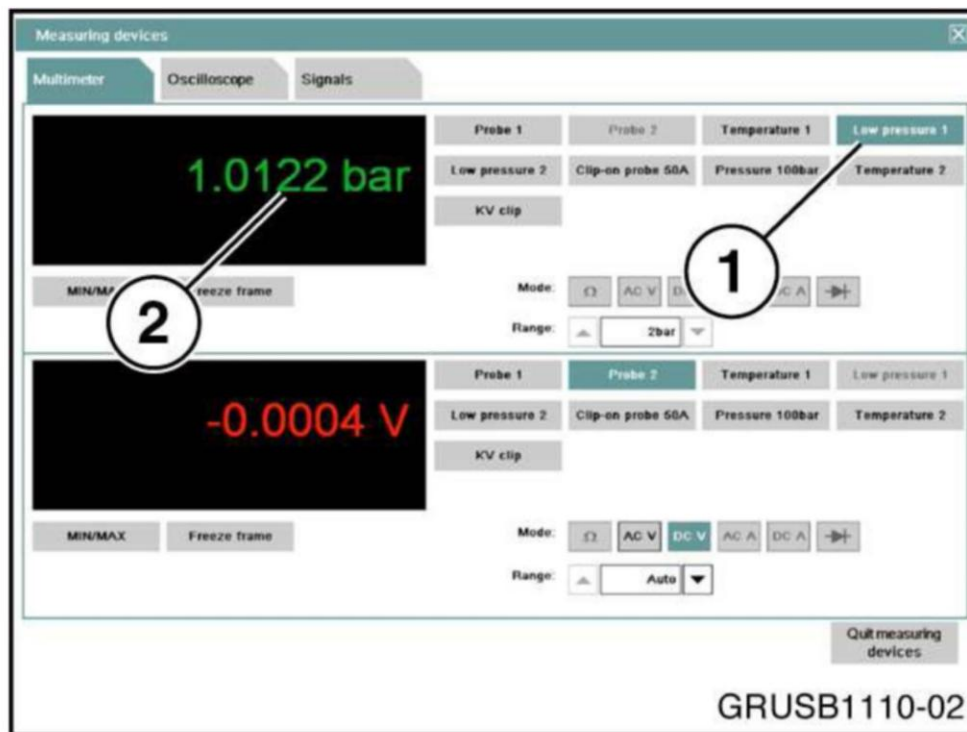 Measuring devices
Multimeter Oscilloscope Signals
1.0122 bar
Probe 1 Probe 2 Temperature 1 Low pressure 1
Low pressure 2 Clip-on probe 50A Pressure 100bar Temperature 2
KV clip
1
2
MIN/MA reeze frame
Mode: Ω AC V D DC A
Range: 2bar
-0.0004 V
Probe 1 Probe 2 Temperature 1 Low pressure 1
Low pressure 2 Clip-on probe 50A Pressure 100bar Temperature 2
KV clip
MIN/MAX Freeze frame
Mode: Ω AC V DC V AC A DC A
Range: Auto
Quit measuring
devices
GRUSB1110-02